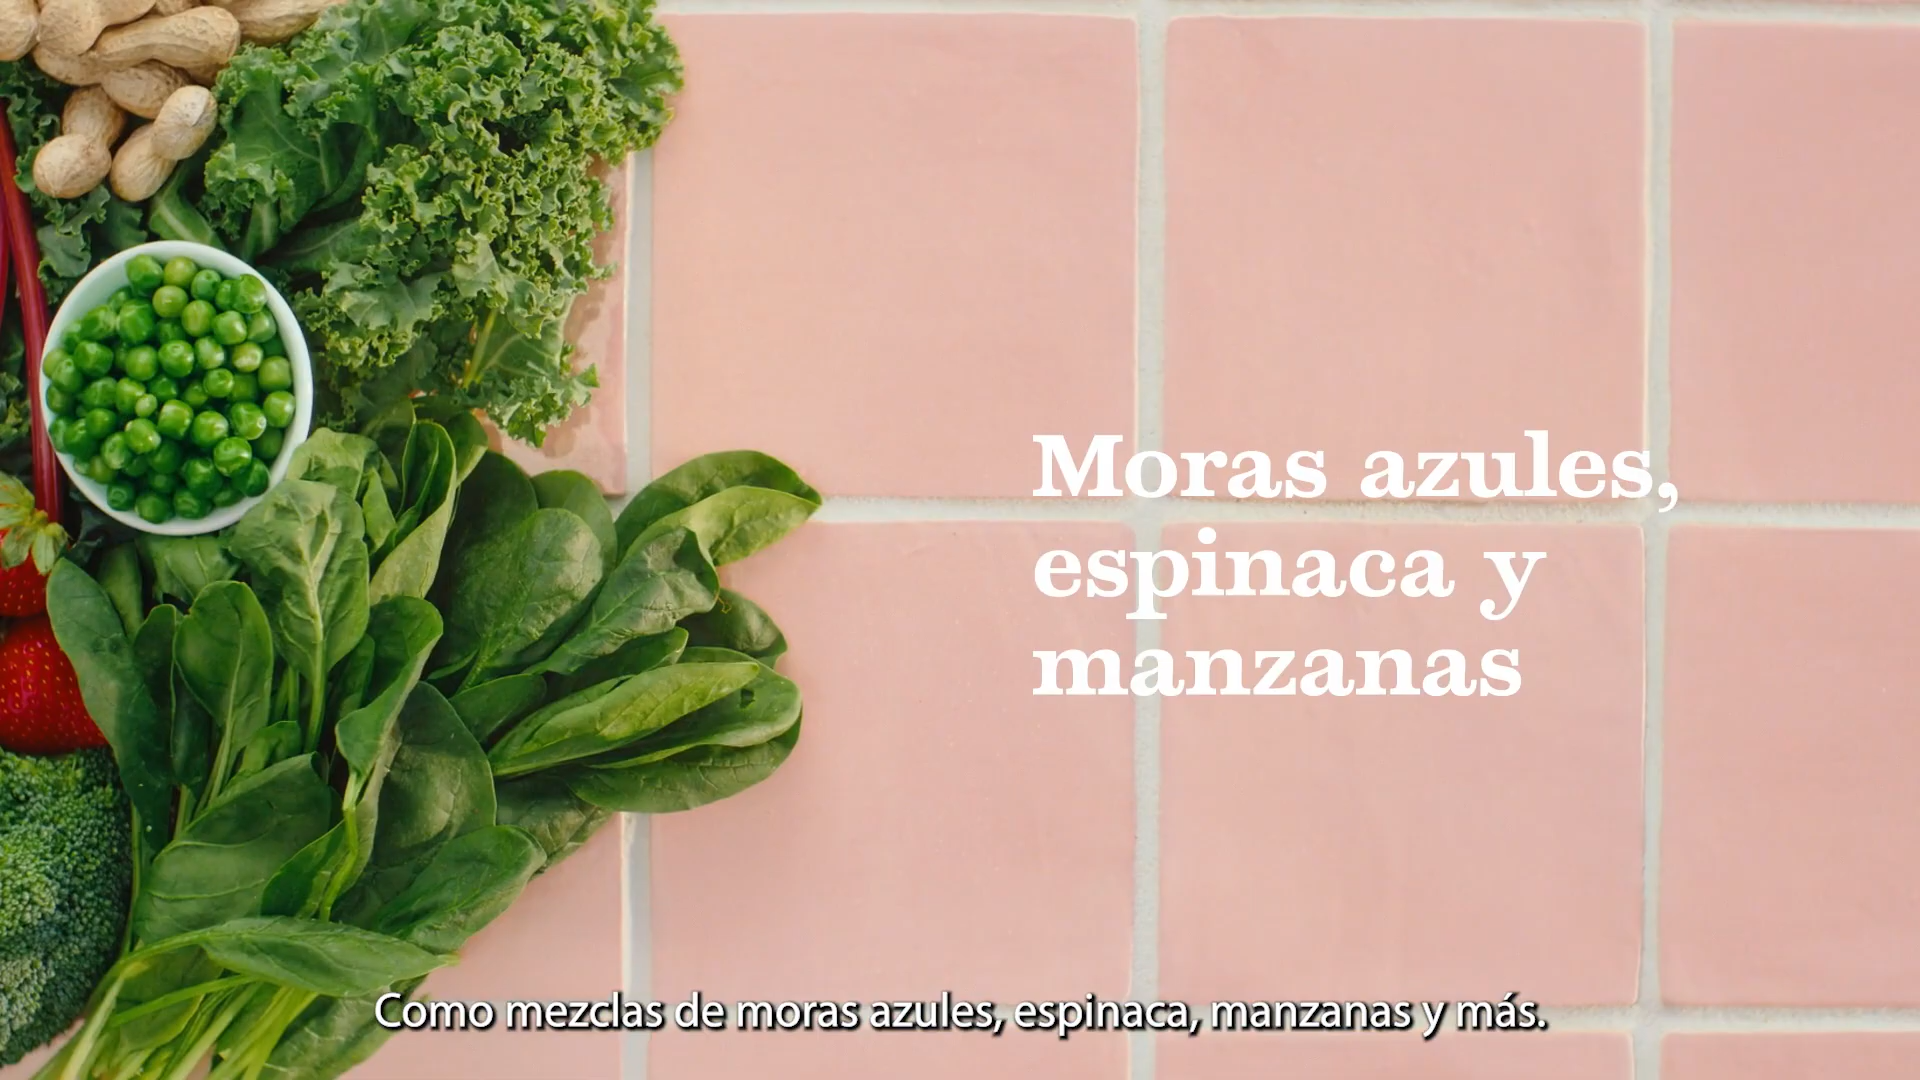 Moras azules,
espinaca y
manzanas
Como mezclas de moras azules, espinaca, manzanas y más.